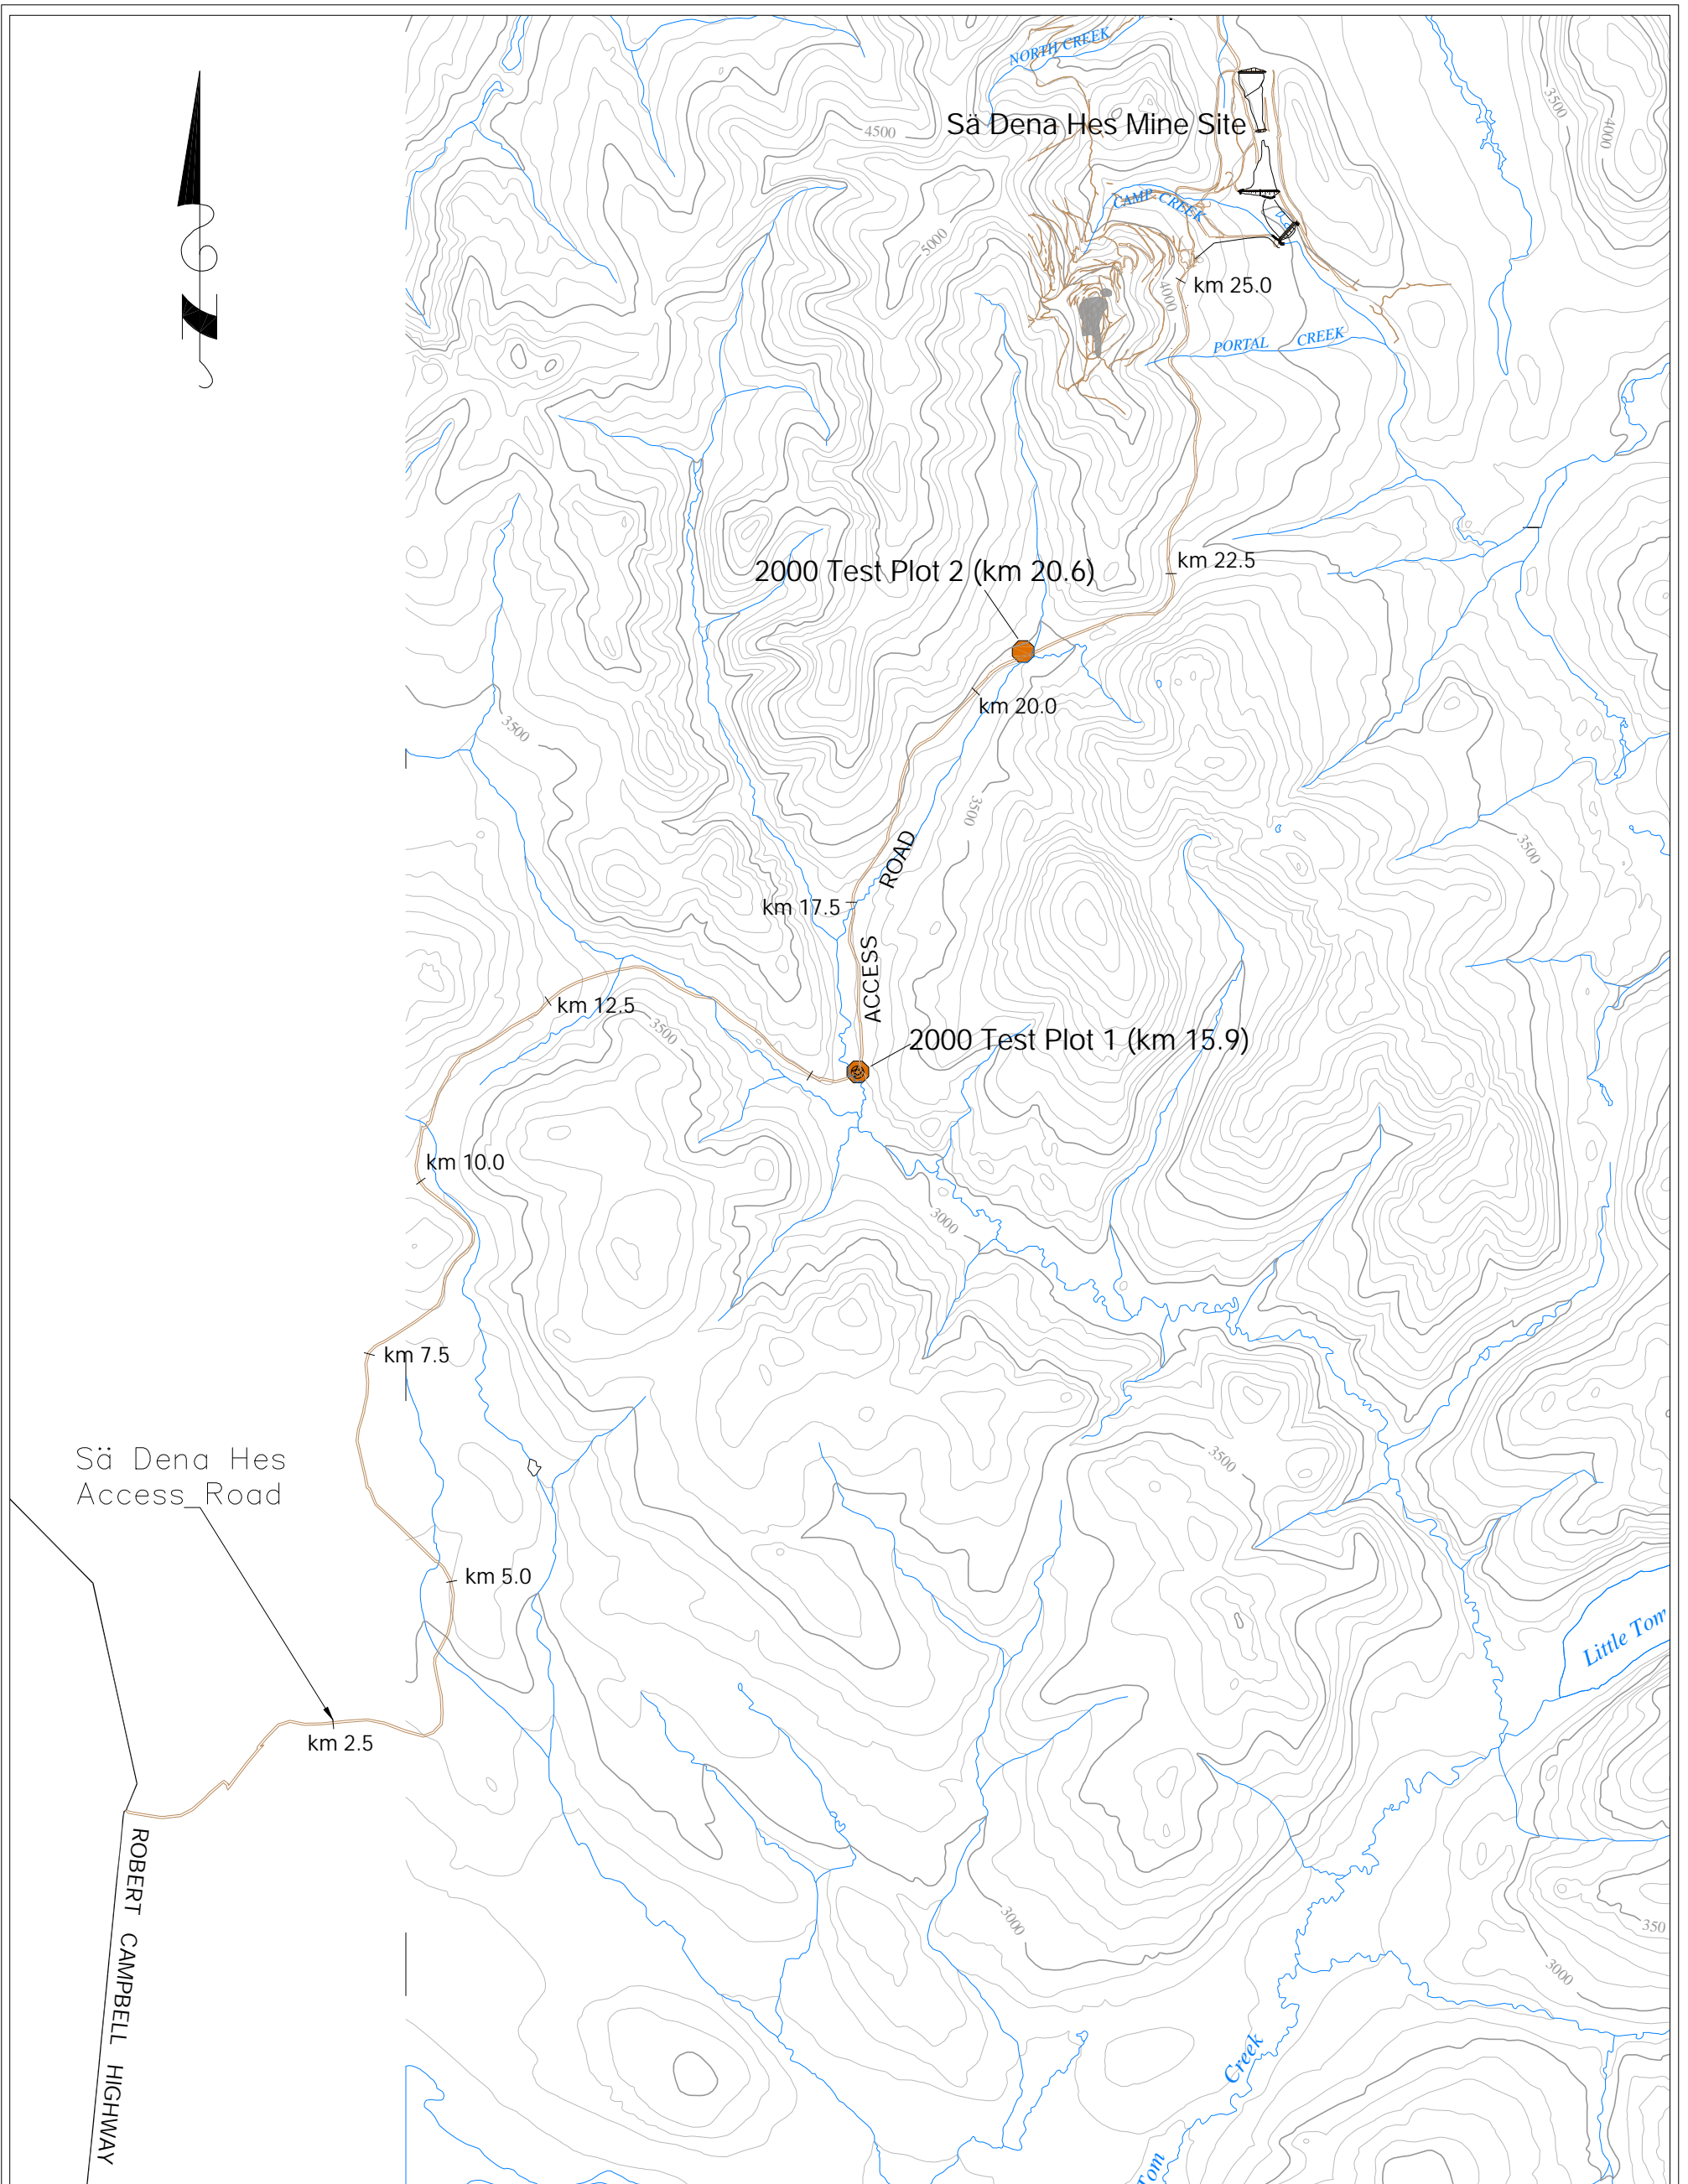 NORTH CREEK
3500
4000
4500
Sä Dena Hes Mine Site
CAMP CREEK
5000
4000
km 25.0
PORTAL CREEK
2000 Test Plot 2 (km 20.6)
km 22.5
km 20.0
3500
3500
ROAD
3500
km 17.5
ACCESS
km 12.5
3500
2000 Test Plot 1 (km 15.9)
km 10.0
3000
km 7.5
Sä Dena Hes
Access Road
3500
km 5.0
Little Tom
km 2.5
ROBERT CAMPBELL HIGHWAY
3000
350
3000
Creek
Tom